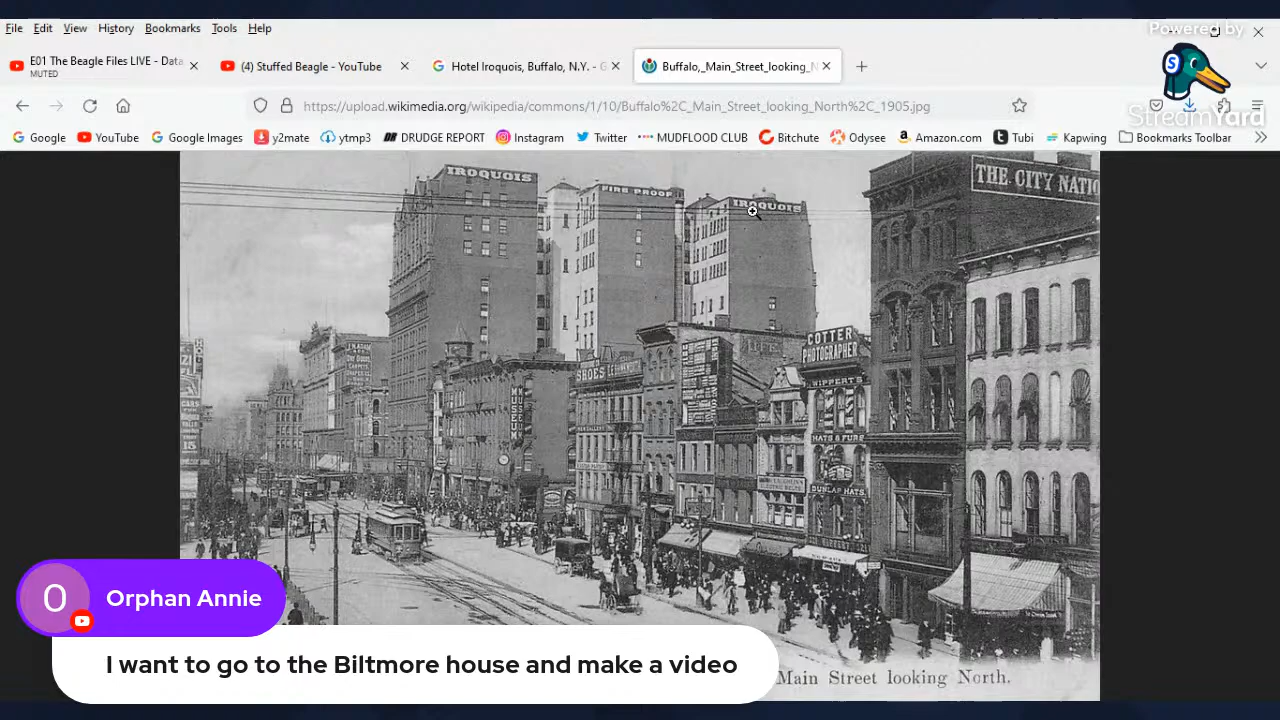 Powered by
File Edit View History Bookmarks Tools Help
E01 The Beagle Files LIVE - Data
MUTED
(4) Stuffed Beagle - YouTube
Hotel Iroquois, Buffalo, N.Y. - G
Buffalo,_Main_Street_looking_N
S
https://upload.wikimedia.org/wikipedia/commons/1/10/Buffalo%2C_Main_Street_looking_North%2C_1905.jpg
StreamYard
Google YouTube Google Images y2mate ytmp3 DRUDGE REPORT Instagram Twitter MUDFLOOD CLUB Bitchute Odysee Amazon.com Tubi Kapwing Bookmarks Toolbar
IROQUOIS
FIRE PROOF
IROQUOIS
THE CITY NATI
COTTER
PHOTOGRAPHER
SHOES
WIPPERT'S
MUSEUM
HATS & FURS
DUNLAP HATS
O
Orphan Annie
I want to go to the Biltmore house and make a video
Main Street looking North.